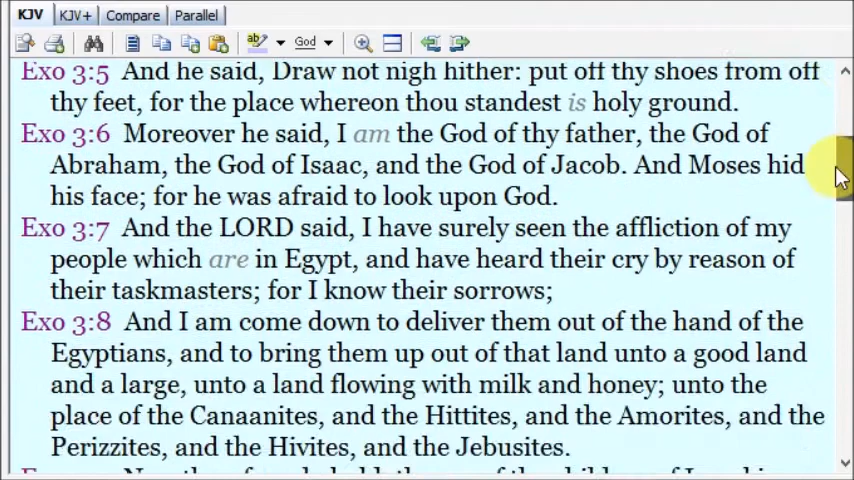 KJV KJV+ Compare Parallel
ab God
Exo 3:5 And he said, Draw not nigh hither: put off thy shoes from off
thy feet, for the place whereon thou standest is holy ground.
Exo 3:6 Moreover he said, I am the God of thy father, the God of
Abraham, the God of Isaac, and the God of Jacob. And Moses hid
his face; for he was afraid to look upon God.
Exo 3:7 And the LORD said, I have surely seen the affliction of my
people which are in Egypt, and have heard their cry by reason of
their taskmasters; for I know their sorrows;
Exo 3:8 And I am come down to deliver them out of the hand of the
Egyptians, and to bring them up out of that land unto a good land
and a large, unto a land flowing with milk and honey; unto the
place of the Canaanites, and the Hittites, and the Amorites, and the
Perizzites, and the Hivites, and the Jebusites.